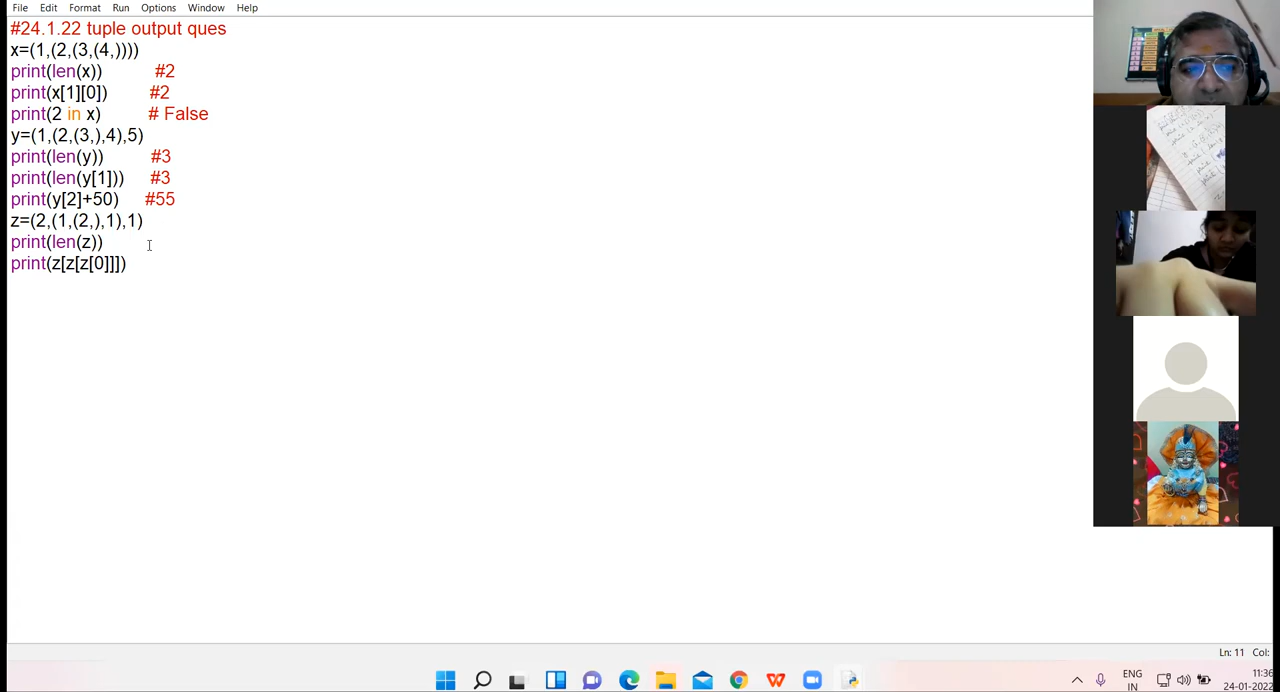 File Edit Format Run Options Window Help
#24.1.22 tuple output ques
x=(1,(2,(3,(4,))))
print(len(x)) #2
print(x[1][0]) #2
print(2 in x) # False
y=(1,(2,(3,),4),5)
print(len(y)) #3
print(len(y[1])) #3
print(y[2]+50) #55
z=(2,(1,(2,),1),1)
print(len(z))
print(z[z[z[0]]])
Ln: 11 Col:
ENG
IN
11:36
24-01-2022